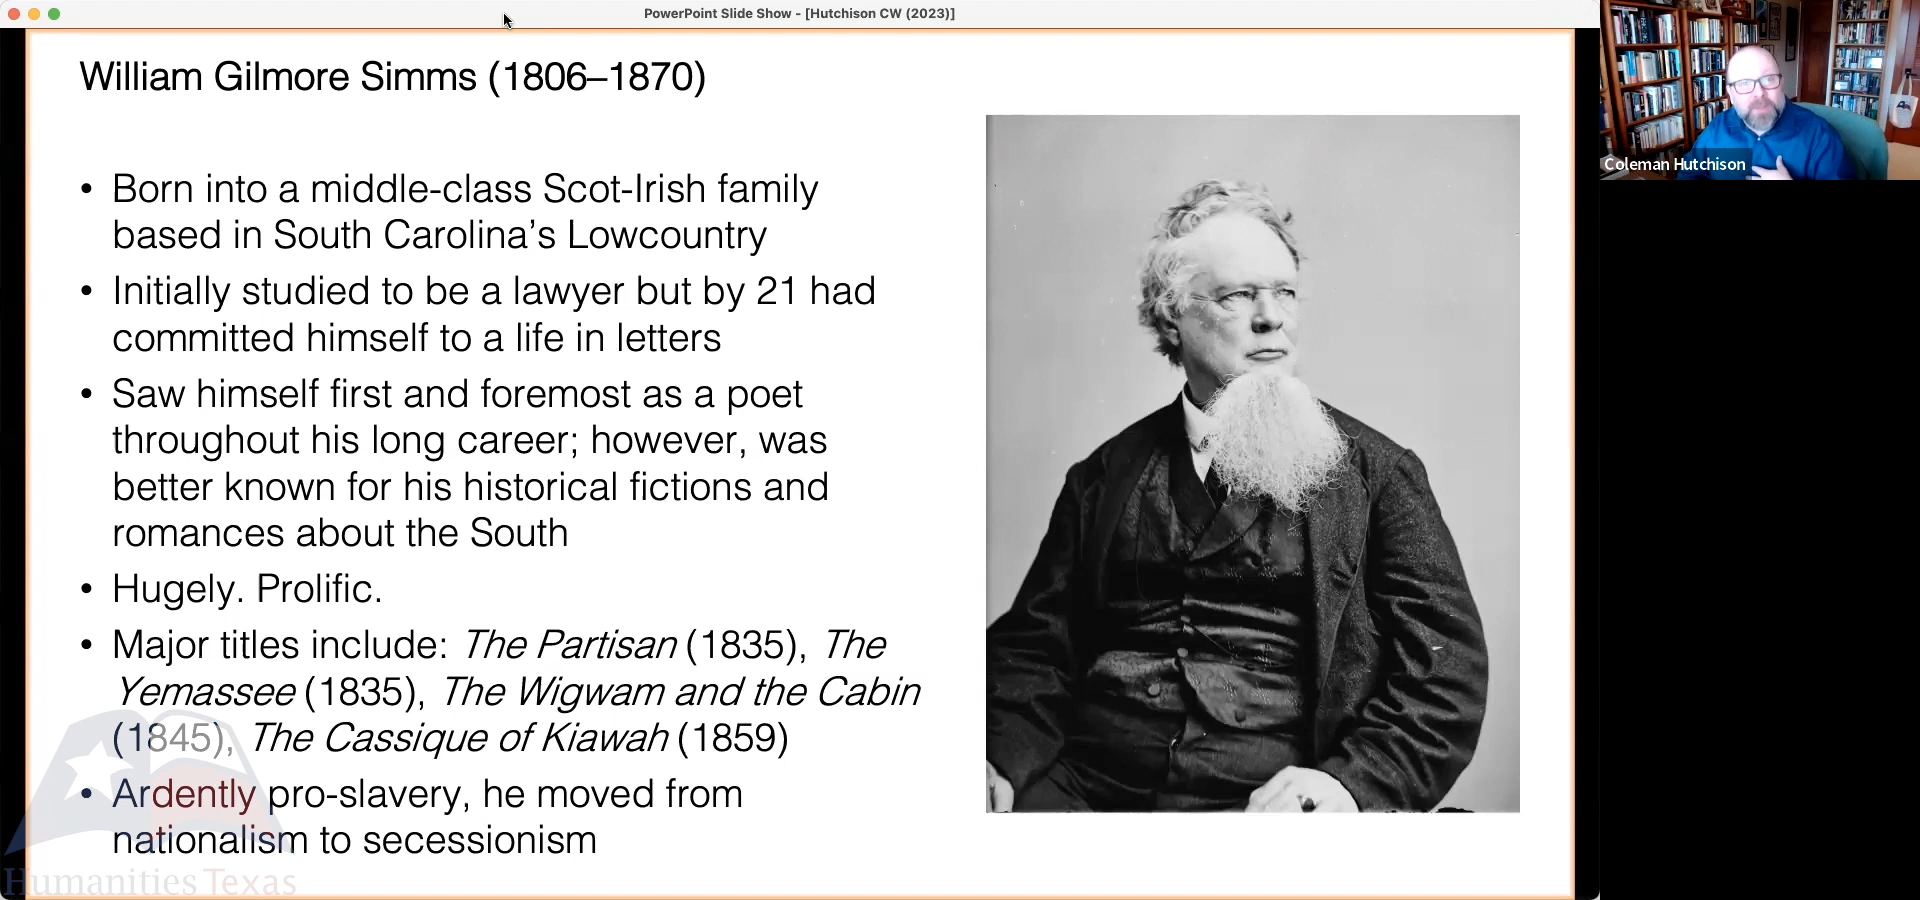 PowerPoint Slide Show - [Hutchison CW (2023)]
William Gilmore Simms (1806–1870)
• Born into a middle-class Scot-Irish family
based in South Carolina’s Lowcountry
• Initially studied to be a lawyer but by 21 had
committed himself to a life in letters
• Saw himself first and foremost as a poet
throughout his long career; however, was
better known for his historical fictions and
romances about the South
• Hugely. Prolific.
• Major titles include: The Partisan (1835), The
Yemassee (1835), The Wigwam and the Cabin
(1845), The Cassique of Kiawah (1859)
• Ardently pro-slavery, he moved from
nationalism to secessionism
Humanities Texas
Coleman Hutchison